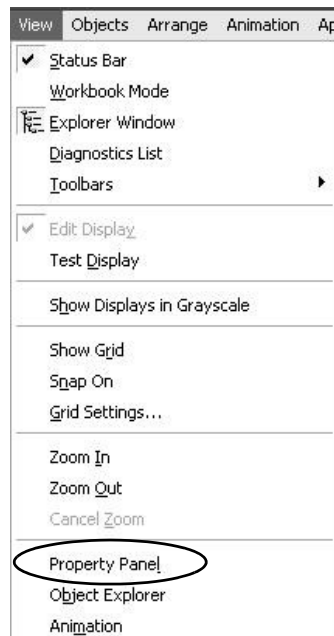 View Objects Arrange Animation Ap
Status Bar
Workbook Mode
Explorer Window
Diagnostics List
Toolbars
Edit Display
Test Display
Show Displays in Grayscale
Show Grid
Snap On
Grid Settings...
Zoom In
Zoom Out
Cancel Zoom
Property Panel
Object Explorer
Animation